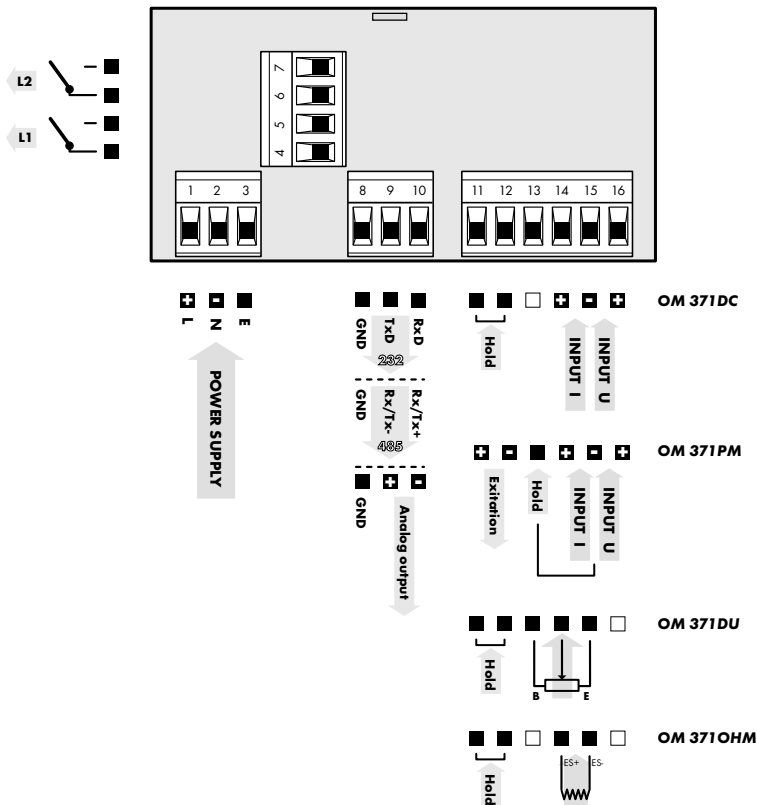 L2
L1
7
6
5
4
1 2 3
8 9 10
11 12 13 14 15 16
+ - 
L N E
POWER SUPPLY
GND TxD RxD
232
GND Rx/Tx- Rx/Tx+
485
+ -
GND
Analog output
+ - +
OM 371DC
Hold
INPUT I
INPUT U
+ - + - +
OM 371PM
Exitation
Hold
INPUT I
INPUT U
OM 371DU
Hold
B E
OM 371OHM
Hold
ES+ ES-